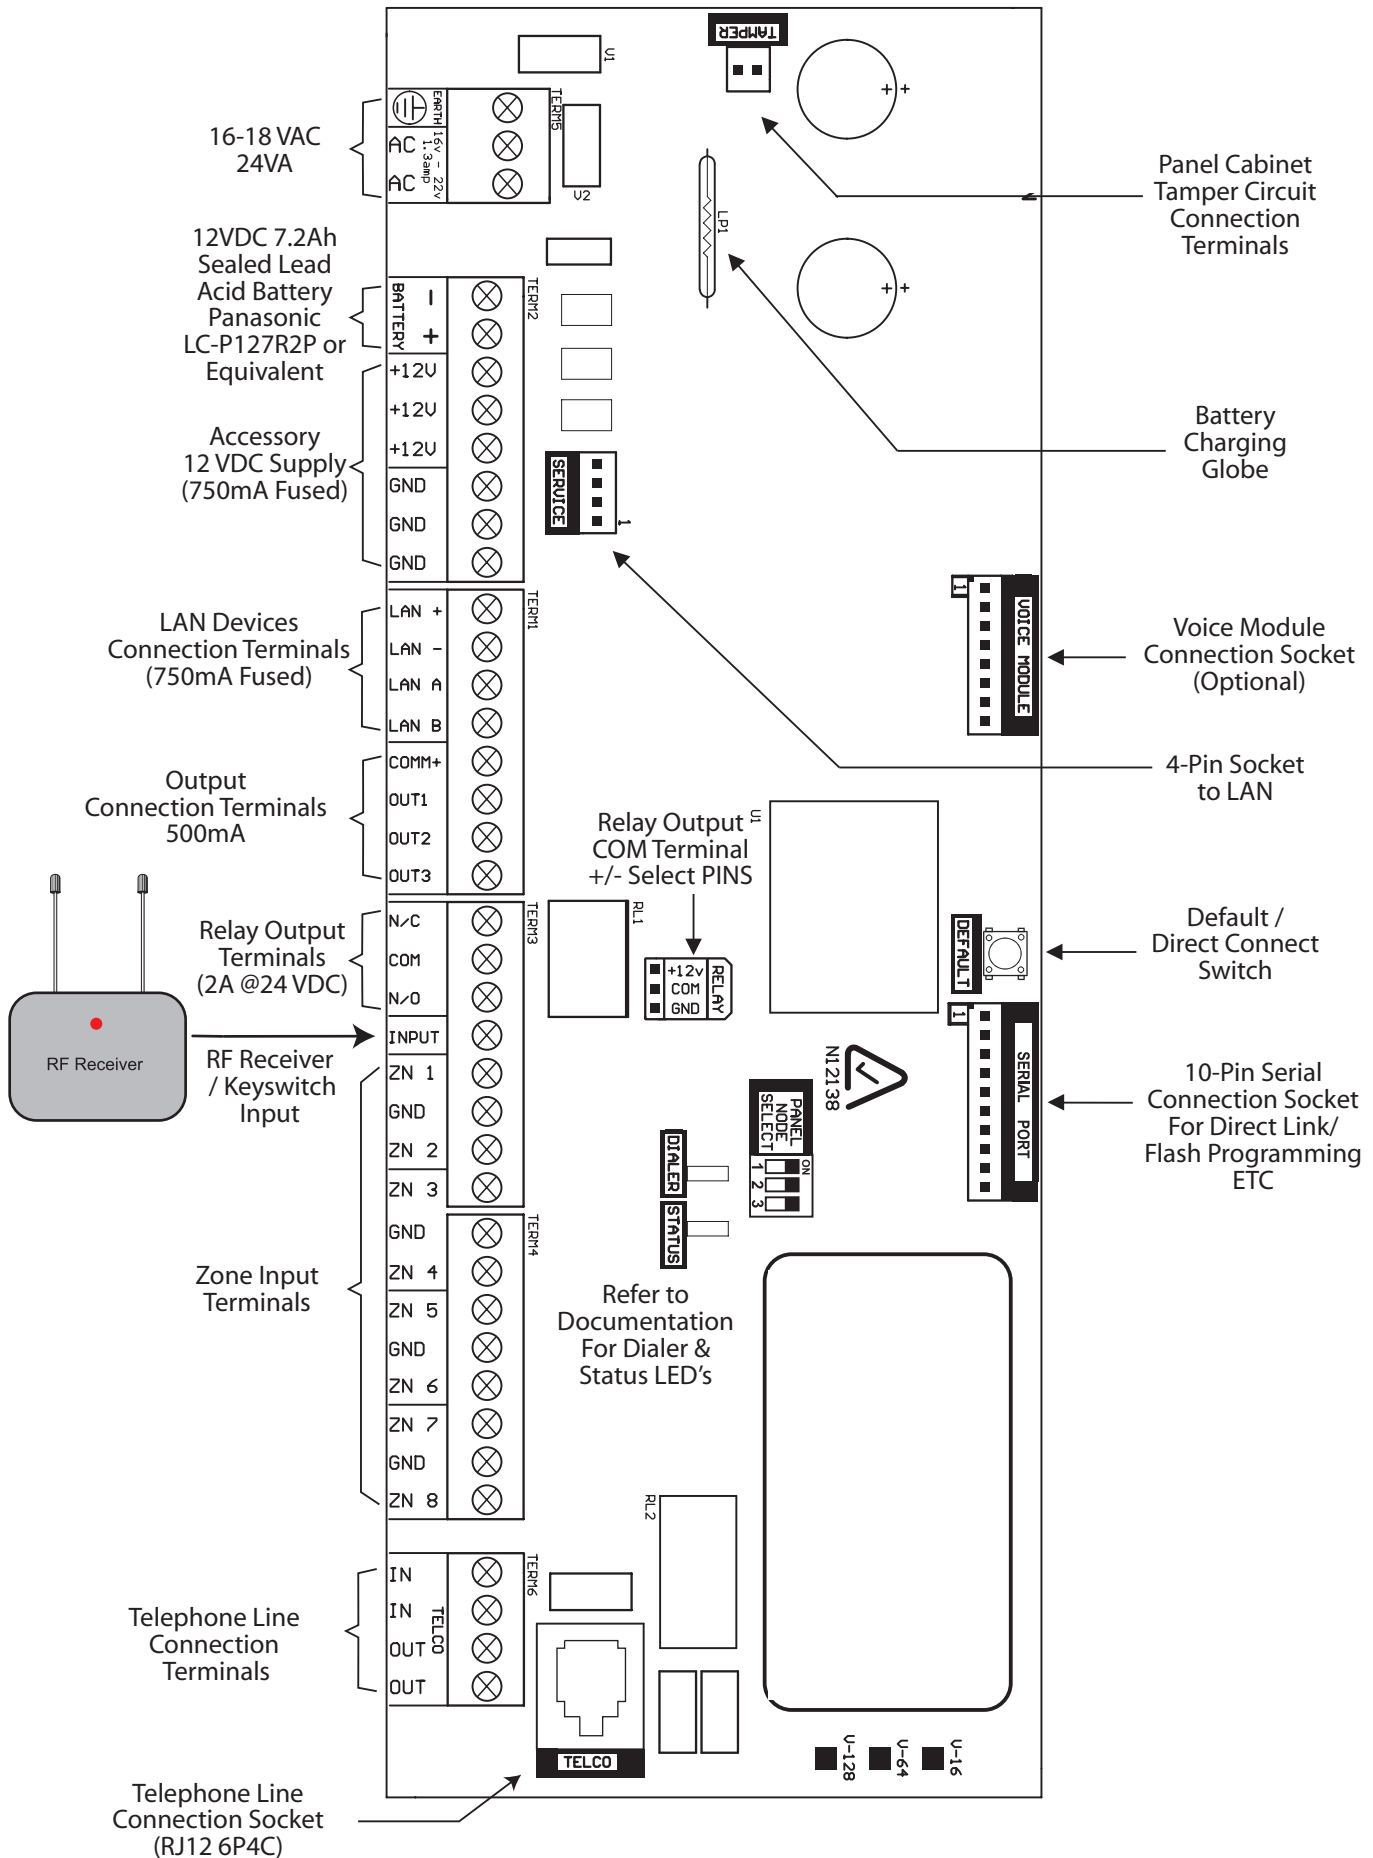 TAMPER
V1
16-18 VAC
24VA
EARTH
AC
AC
16v - 22v
1.3amp
TERM5
V2
Panel Cabinet
Tamper Circuit
Connection
Terminals
LP1
12VDC 7.2Ah
Sealed Lead
Acid Battery
Panasonic
LC-P127R2P or
Equivalent
BATTERY
-
+
TERM2
+12V
+12V
+12V
GND
GND
GND
Accessory
12 VDC Supply
(750mA Fused)
SERVICE
1
Battery
Charging
Globe
LAN Devices
Connection Terminals
(750mA Fused)
LAN +
LAN -
LAN A
LAN B
TERM1
1
VOICE MODULE
Voice Module
Connection Socket
(Optional)
4-Pin Socket
to LAN
Output
Connection Terminals
500mA
COMM+
OUT1
OUT2
OUT3
Relay Output
COM Terminal
+/- Select PINS
U1
Relay Output
Terminals
(2A @24 VDC)
N/C
COM
N/O
TERM3
RL1
+12v
COM
GND
RELAY
DEFAULT
Default /
Direct Connect
Switch
RF Receiver
RF Receiver
/ Keyswitch
Input
INPUT
ZN 1
GND
ZN 2
ZN 3
GND
ZN 4
ZN 5
GND
ZN 6
ZN 7
GND
ZN 8
TERM4
Zone Input
Terminals
N12138
1
SERIAL PORT
10-Pin Serial
Connection Socket
For Direct Link/
Flash Programming
ETC
PANEL
NODE
SELECT
ON
1
2
3
DIALER
STATUS
Refer to
Documentation
For Dialer &
Status LED's
RL2
Telephone Line
Connection
Terminals
IN
IN
OUT
OUT
TELCO
TERM6
TELCO
V-128
V-64
V-16
Telephone Line
Connection Socket
(RJ12 6P4C)